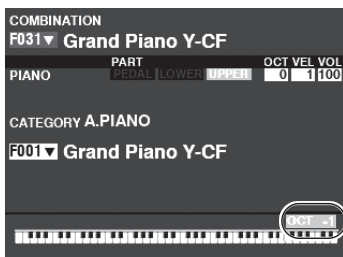 COMBINATION
F031▼ Grand Piano Y-CF
PART OCT VEL VOL
PIANO PEDAL LOWER UPPER 0 1 100
CATEGORY A.PIANO
F001▼ Grand Piano Y-CF
OCT -1